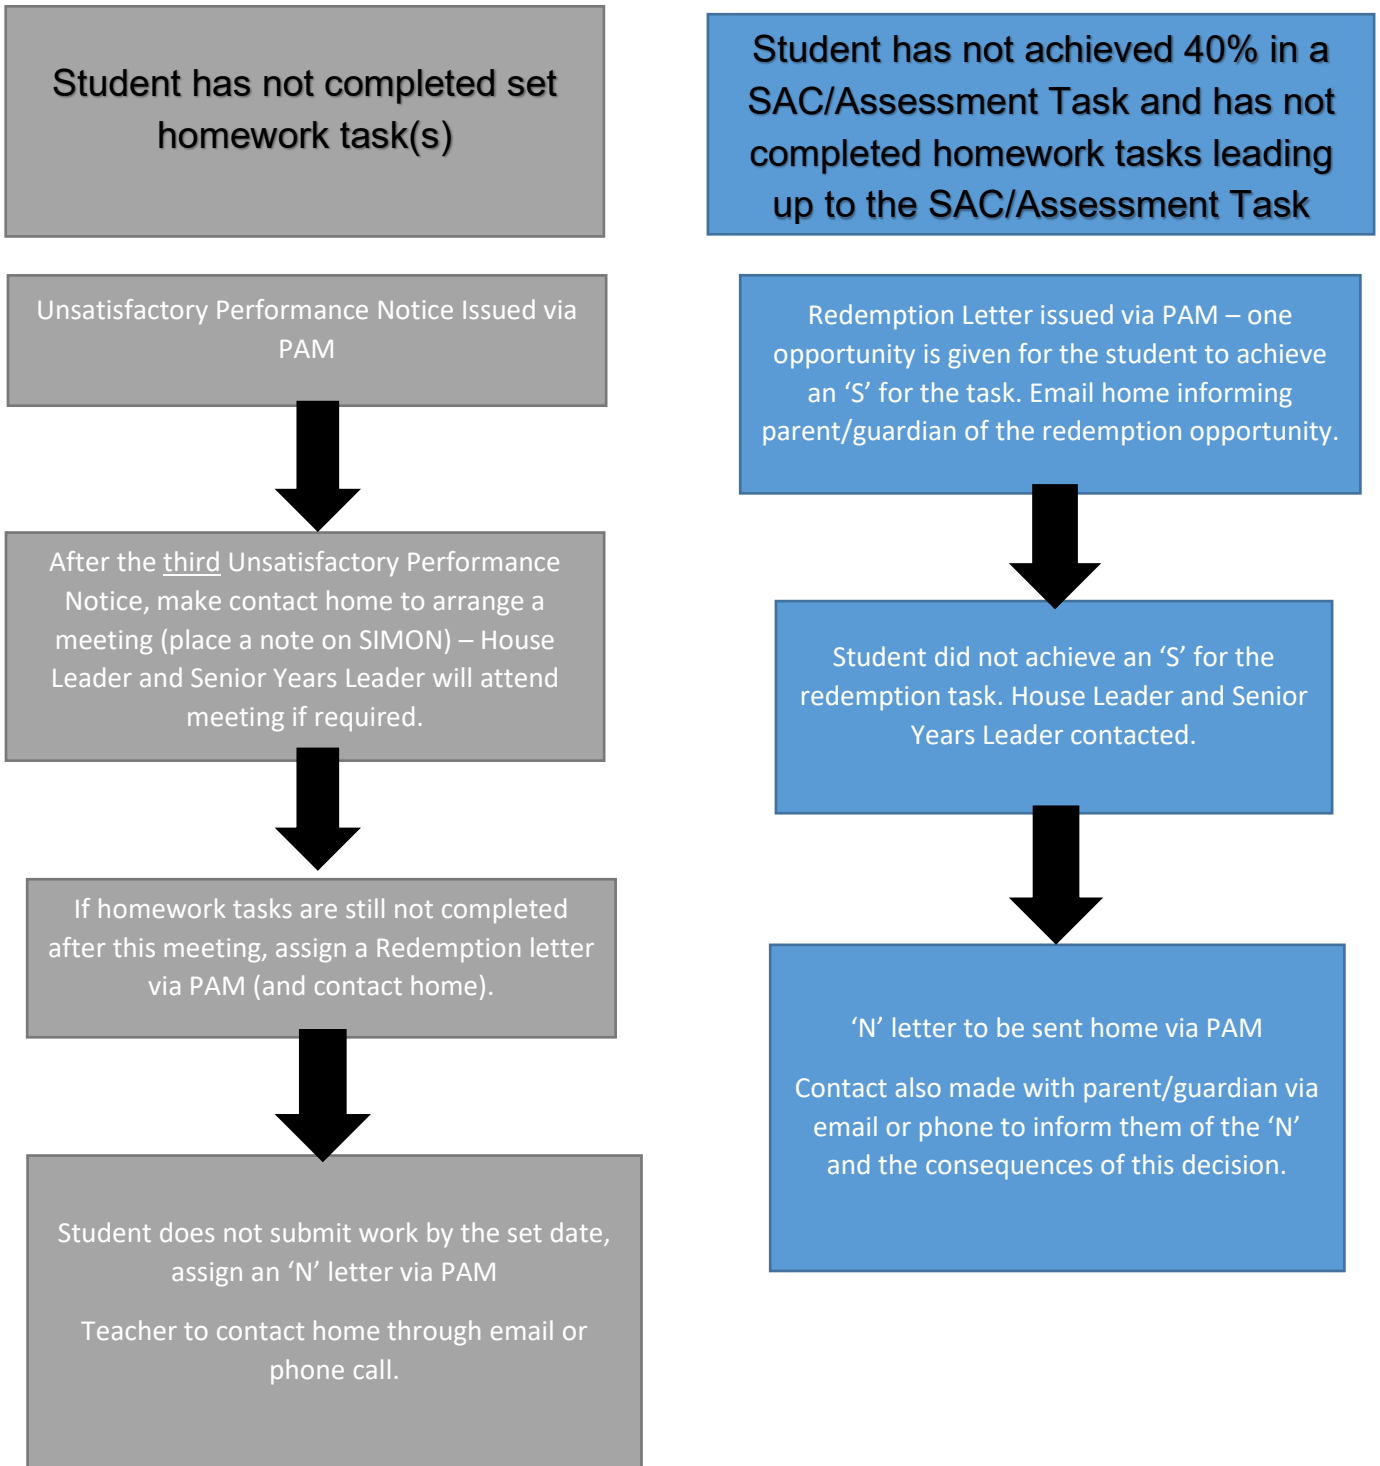 Student has not completed set
homework task(s)
Unsatisfactory Performance Notice Issued via
PAM
After the third Unsatisfactory Performance
Notice, make contact home to arrange a
meeting (place a note on SIMON) – House
Leader and Senior Years Leader will attend
meeting if required.
If homework tasks are still not completed
after this meeting, assign a Redemption letter
via PAM (and contact home).
Student does not submit work by the set date,
assign an ‘N’ letter via PAM
Teacher to contact home through email or
phone call.
Student has not achieved 40% in a
SAC/Assessment Task and has not
completed homework tasks leading
up to the SAC/Assessment Task
Redemption Letter issued via PAM – one
opportunity is given for the student to achieve
an ‘S’ for the task. Email home informing
parent/guardian of the redemption opportunity.
Student did not achieve an ‘S’ for the
redemption task. House Leader and Senior
Years Leader contacted.
‘N’ letter to be sent home via PAM
Contact also made with parent/guardian via
email or phone to inform them of the ‘N’
and the consequences of this decision.